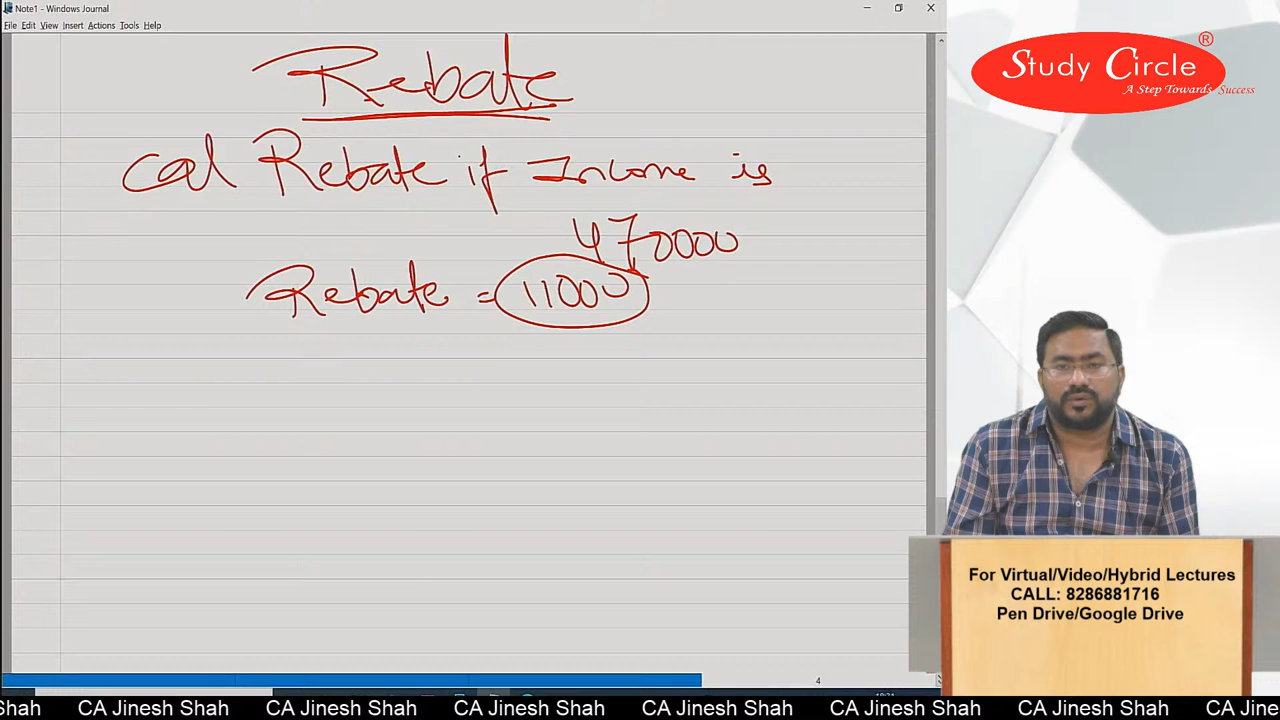 Note1 - Windows Journal
File Edit View Insert Actions Tools Help
Rebate
Cal Rebate if Income is
470000
Rebate = 11000
Study Circle ®
A Step Towards Success
For Virtual/Video/Hybrid Lectures
CALL: 8286881716
Pen Drive/Google Drive
4
Shah CA Jinesh Shah CA Jinesh Shah CA Jinesh Shah CA Jinesh Shah CA Jinesh Shah CA Jinesh Shah CA Jine